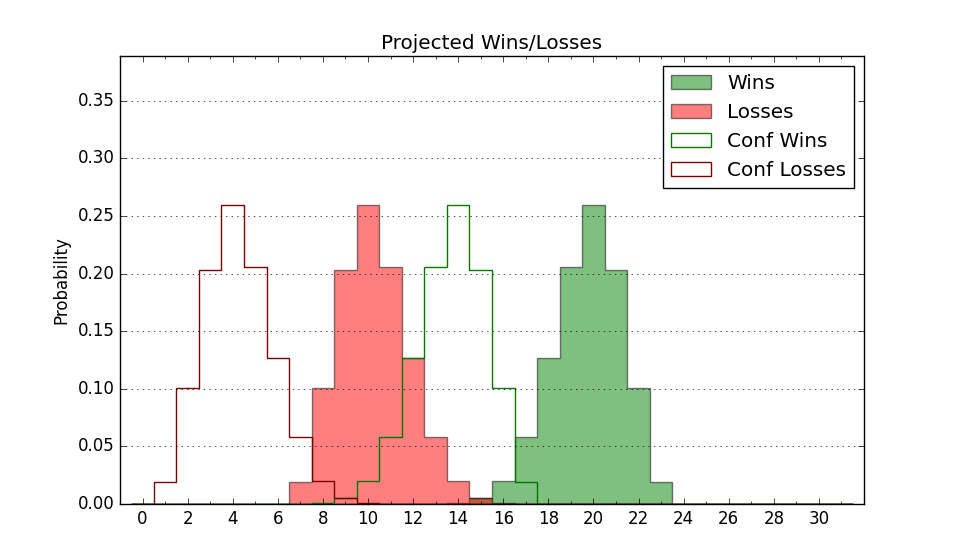 Projected Wins/Losses
Probability
0.35
0.30
0.25
0.20
0.15
0.10
0.05
0.00
Wins
Losses
Conf Wins
Conf Losses
0 2 4 6 8 10 12 14 16 18 20 22 24 26 28 30